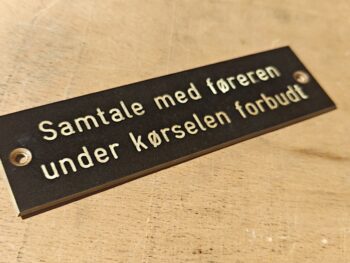 Samtale med føreren
under kørselen forbudt